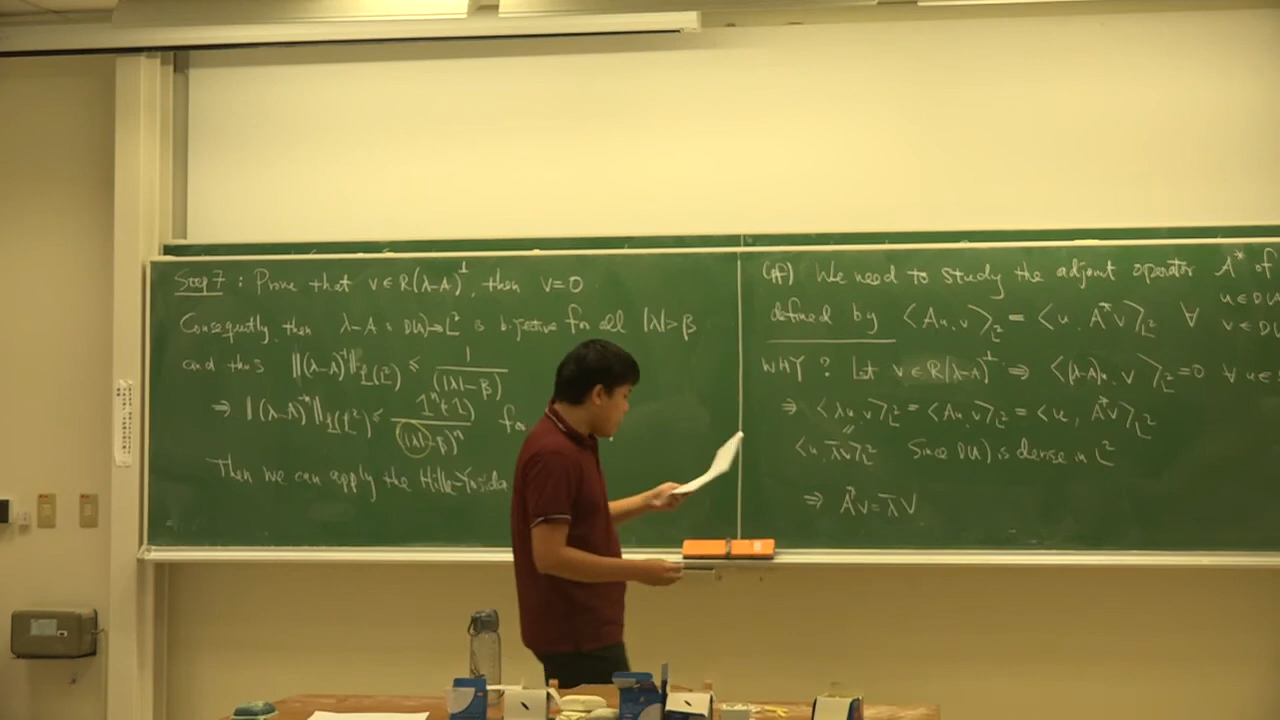 Step 7 : Prove that v ∈ R(λ-A)^⊥, then v=0
Consequently, then λ-A : D(A)→L² is bijective for all |λ|>β
and thus ‖(λ-A)^{-1}‖_{L(L²)} ≤ 1/(|λ|-β)
⇒ ‖(λ-A)^{-n}‖_{L(L²)} ≤ /(|λ|-β)^n
Then we can apply the Hille-Yosida
(pf) We need to study the adjoint operator A* of
defined by ⟨Au, v⟩_{L²} = ⟨u, A*v⟩_{L²} ∀ u∈D(A)
v∈D(
WHY ? Let v ∈ R(λ-A)^⊥ ⇒ ⟨(λ-A)u, v⟩_{L²} = 0 ∀ u∈
⇒ ⟨λu, v⟩_{L²} = ⟨Au, v⟩_{L²} = ⟨u, A*v⟩_{L²}
⟨u, λ̄v⟩_{L²} Since D(A) is dense in L²
⇒ A*v = λ̄v